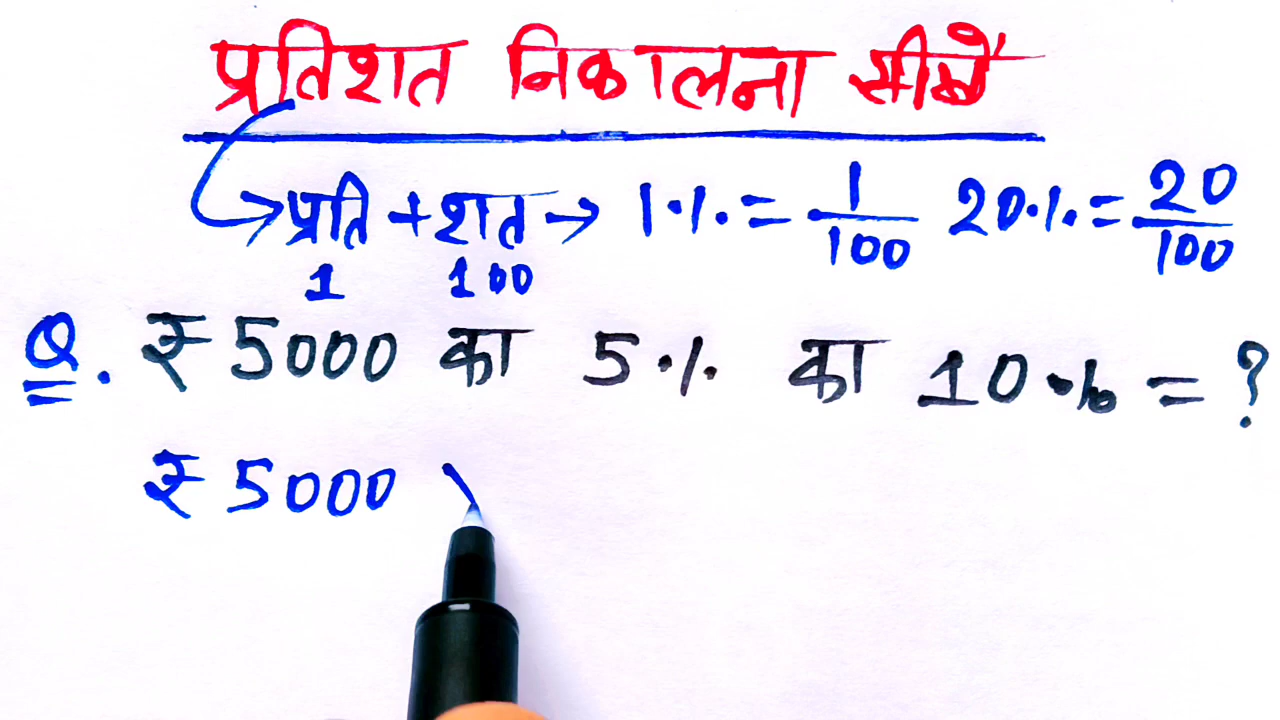 प्रतिशत निकालना सीखें
प्रति + शत → 1% = 1/100 20% = 20/100
1 100
Q. ₹ 5000 का 5% का 10% = ?
₹ 5000